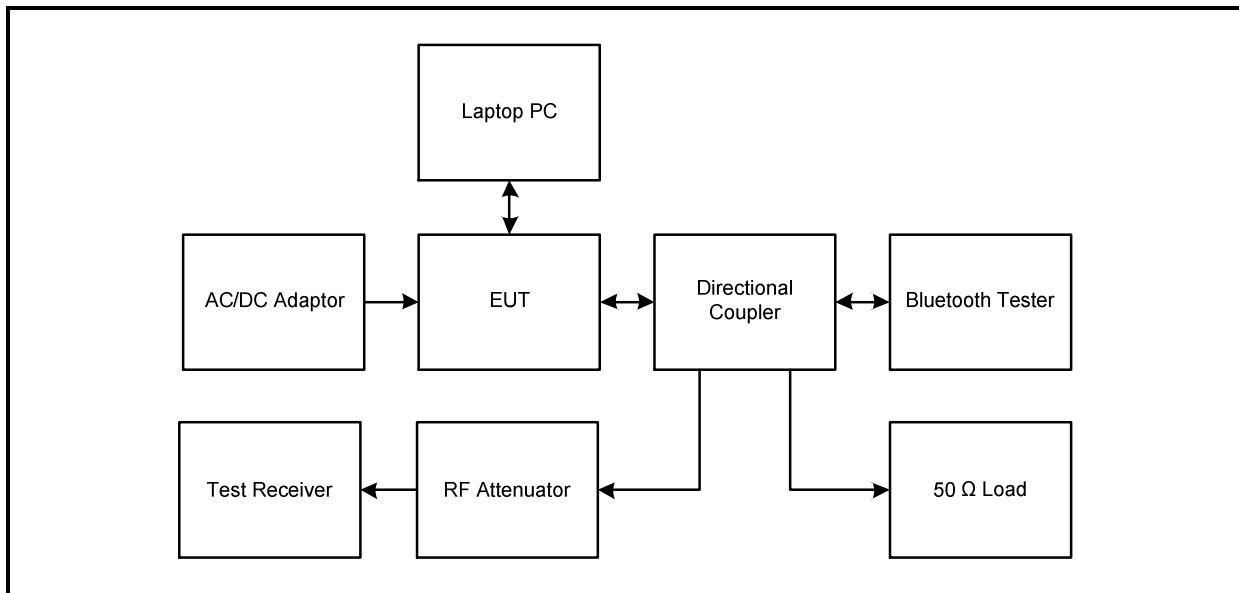 Laptop PC
AC/DC Adaptor
EUT
Directional
Coupler
Bluetooth Tester
Test Receiver
RF Attenuator
50 Ω Load